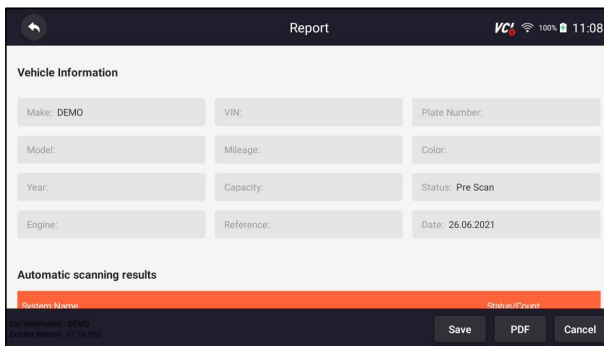 Report
VCI 100% 11:08
Vehicle Information
Make: DEMO VIN: Plate Number:
Model: Mileage: Color:
Year: Capacity: Status: Pre Scan
Engine: Reference: Date: 26.06.2021
Automatic scanning results
System Name Status/Count
Car Information : DEMO
Current Version : V1.10.010
Save PDF Cancel